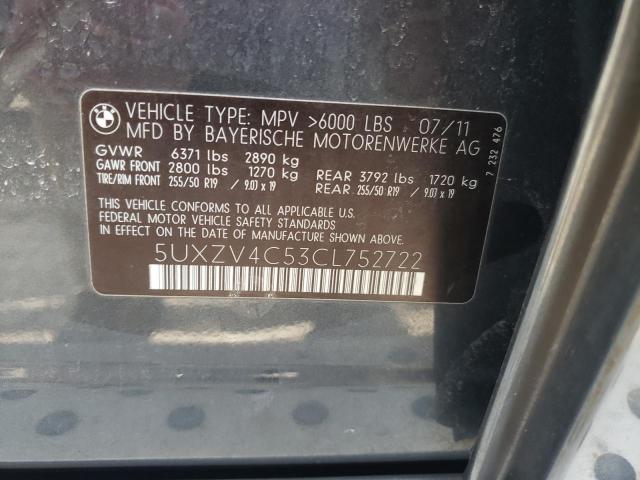 BMW
VEHICLE TYPE: MPV >6000 LBS 07/11
MFD BY BAYERISCHE MOTORENWERKE AG
GVWR 6371 lbs 2890 kg
GAWR FRONT 2800 lbs 1270 kg REAR 3792 lbs 1720 kg
TIRE/RIM FRONT 255/50 R19 / 9.0J x 19 REAR 255/50 R19 / 9.0J x 19
THIS VEHICLE CONFORMS TO ALL APPLICABLE U.S.
FEDERAL MOTOR VEHICLE SAFETY STANDARDS
IN EFFECT ON THE DATE OF MANUFACTURE SHOWN ABOVE.
5UXZV4C53CL752722
7 232 476